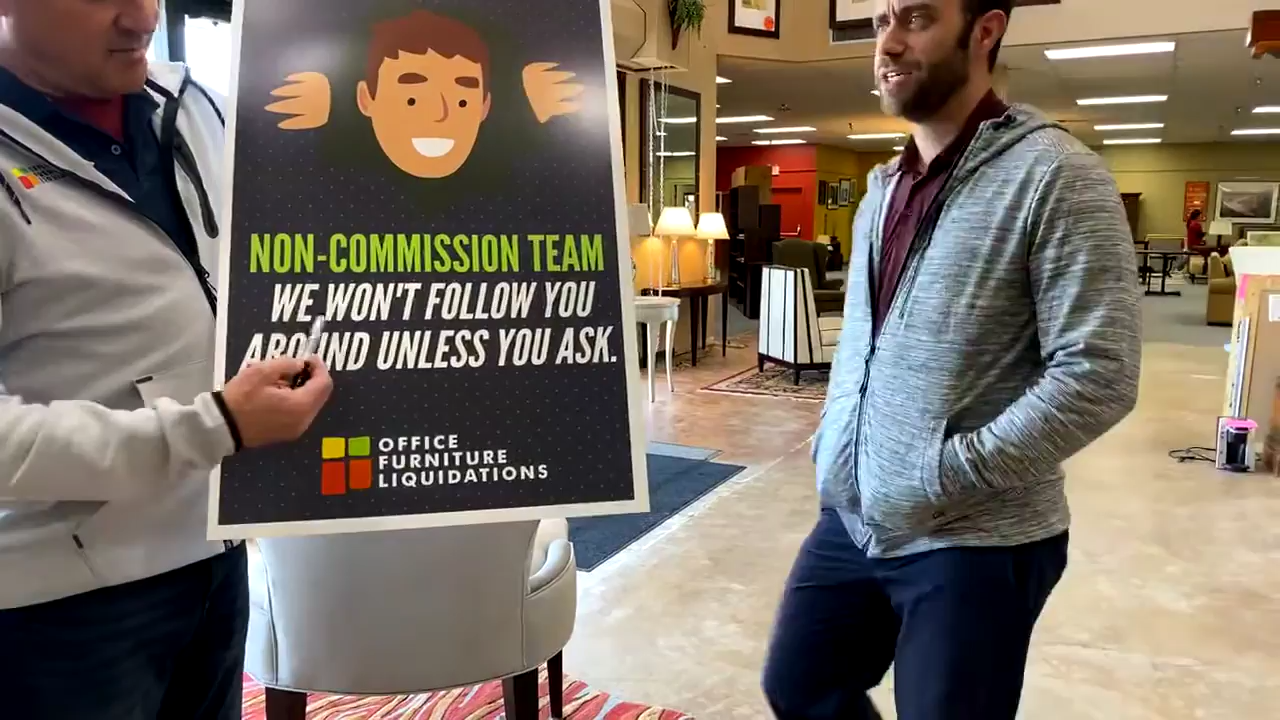 NON-COMMISSION TEAM
WE WON'T FOLLOW YOU
AROUND UNLESS YOU ASK.
OFFICE
FURNITURE
LIQUIDATIONS